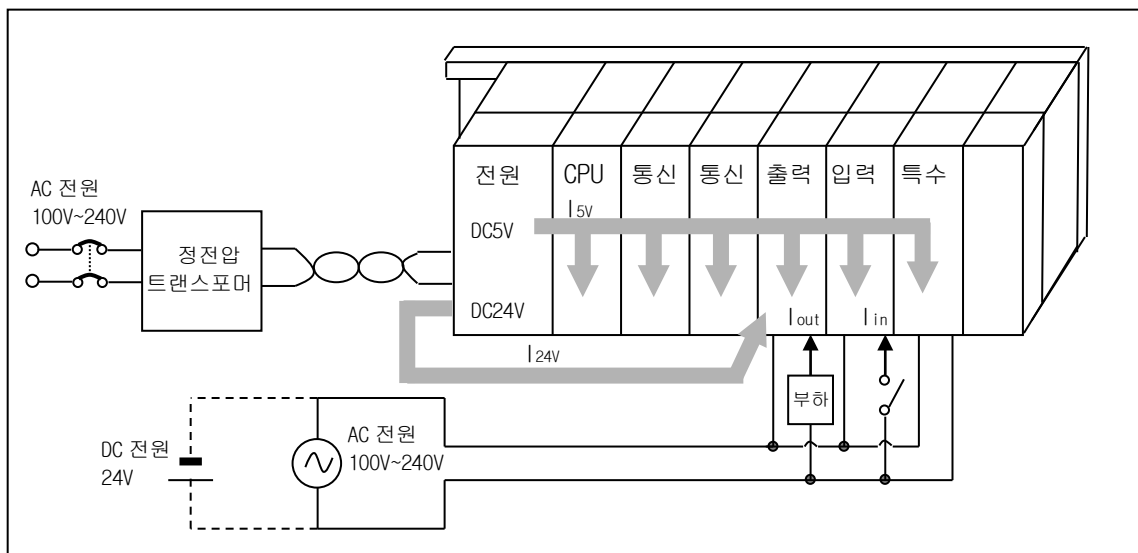 전원
CPU
통신
통신
출력
입력
특수
AC 전원
100V~240V
I5V
DC5V
정전압
트랜스포머
DC24V
Iout
Iin
I24V
부하
DC 전원
24V
AC 전원
100V~240V